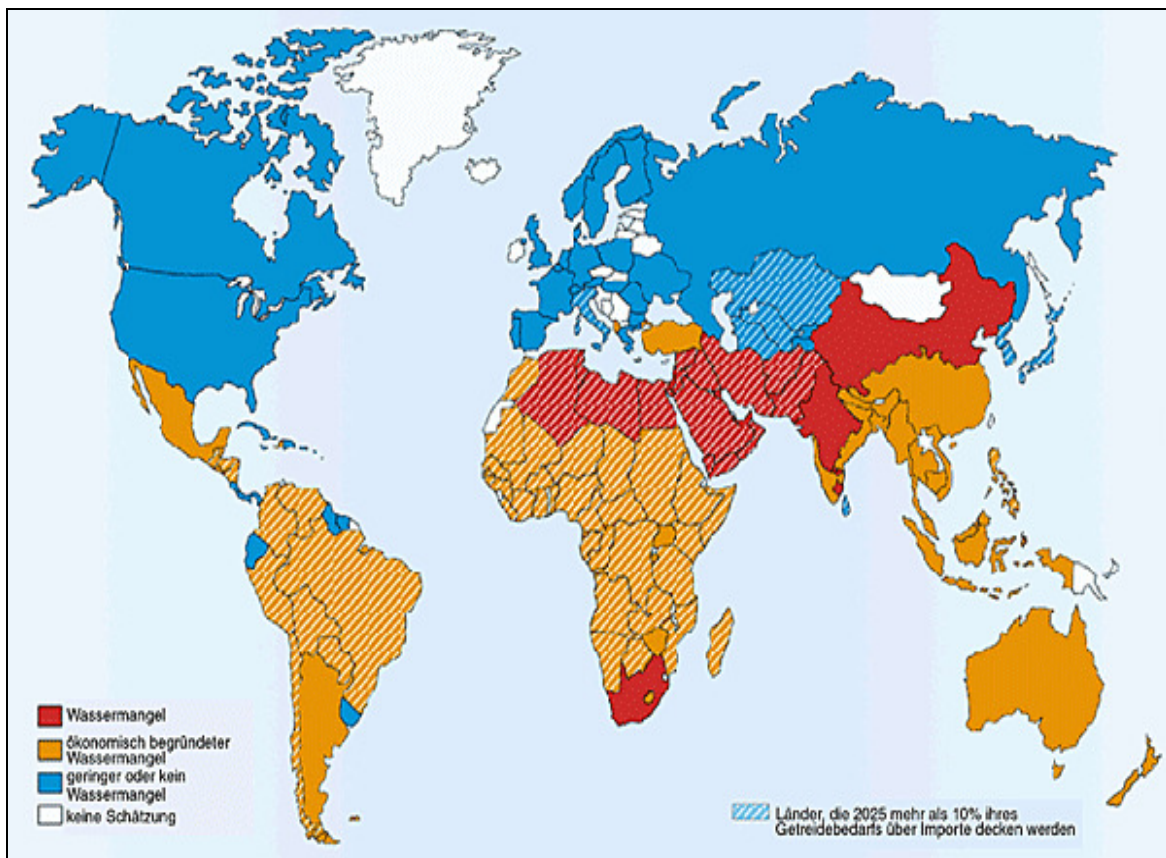 Wassermangel
ökonomisch begründeter
Wassermangel
geringer oder kein
Wassermangel
keine Schätzung
Länder, die 2025 mehr als 10% ihres
Getreidebedarfs über Importe decken werden